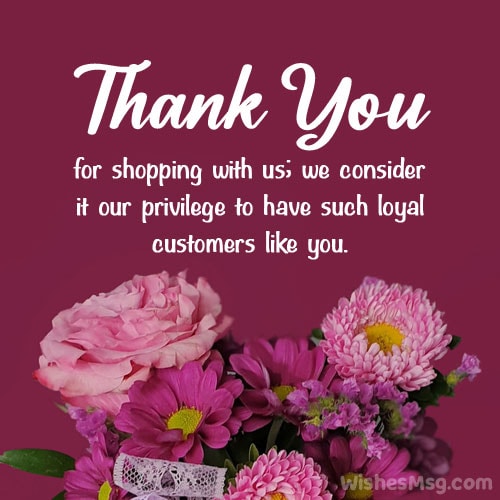 Thank You
for shopping with us; we consider
it our privilege to have such loyal
customers like you.
WishesMsg.com